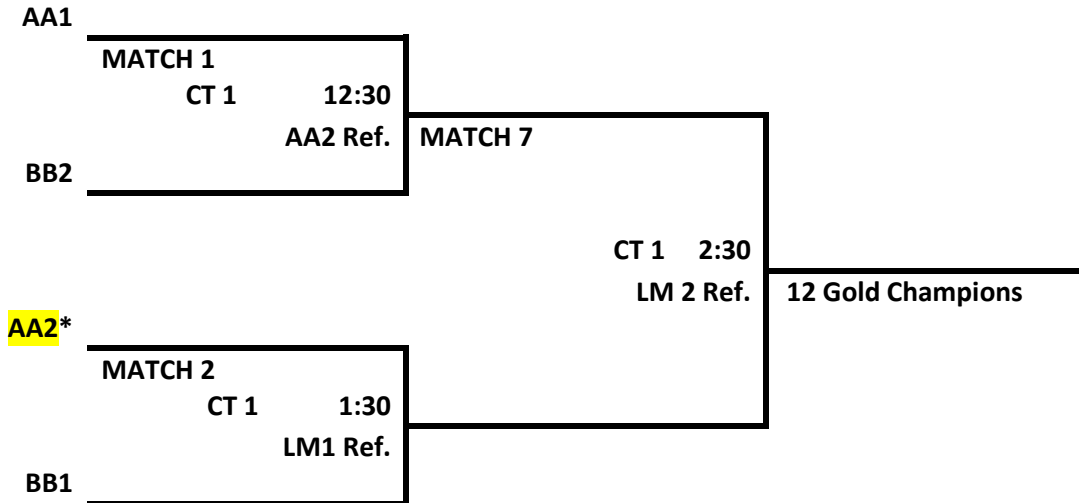 AA1
MATCH 1
CT 1 12:30
AA2 Ref.
MATCH 7
BB2
CT 1 2:30
LM 2 Ref.
12 Gold Champions
AA2*
MATCH 2
CT 1 1:30
LM1 Ref.
BB1